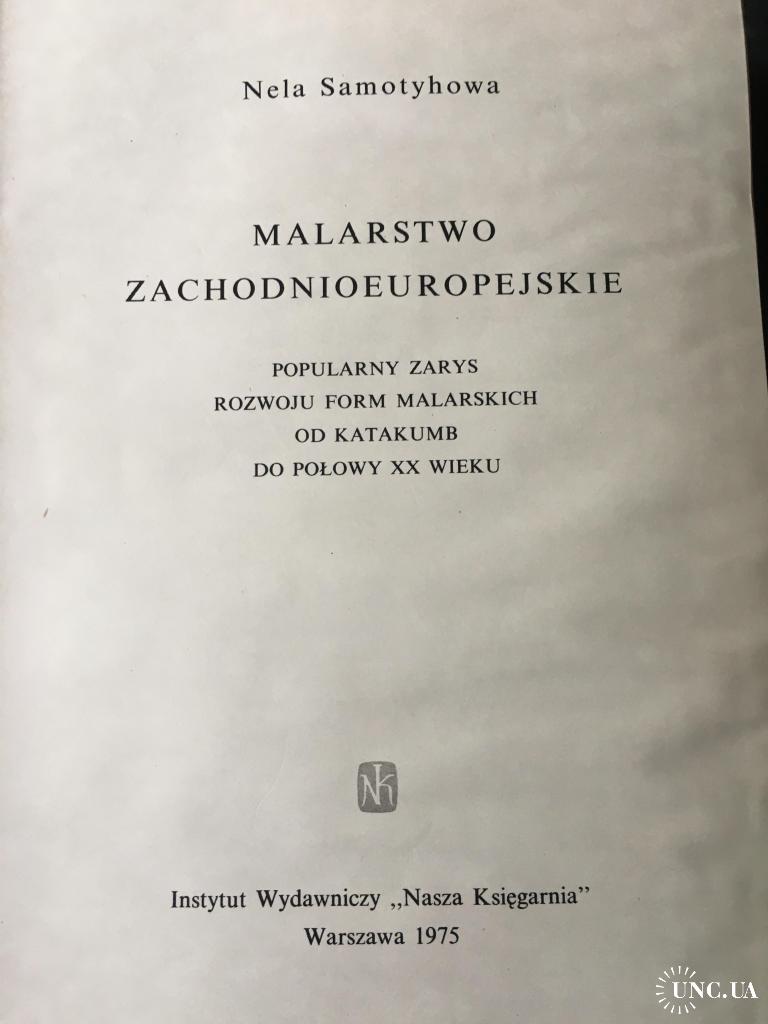 Nela Samotyhowa
MALARSTWO
ZACHODNIOEUROPEJSKIE
POPULARNY ZARYS
ROZWOJU FORM MALARSKICH
OD KATAKUMB
DO POŁOWY XX WIEKU
NK
Instytut Wydawniczy „Nasza Księgarnia”
Warszawa 1975
UNC.UA